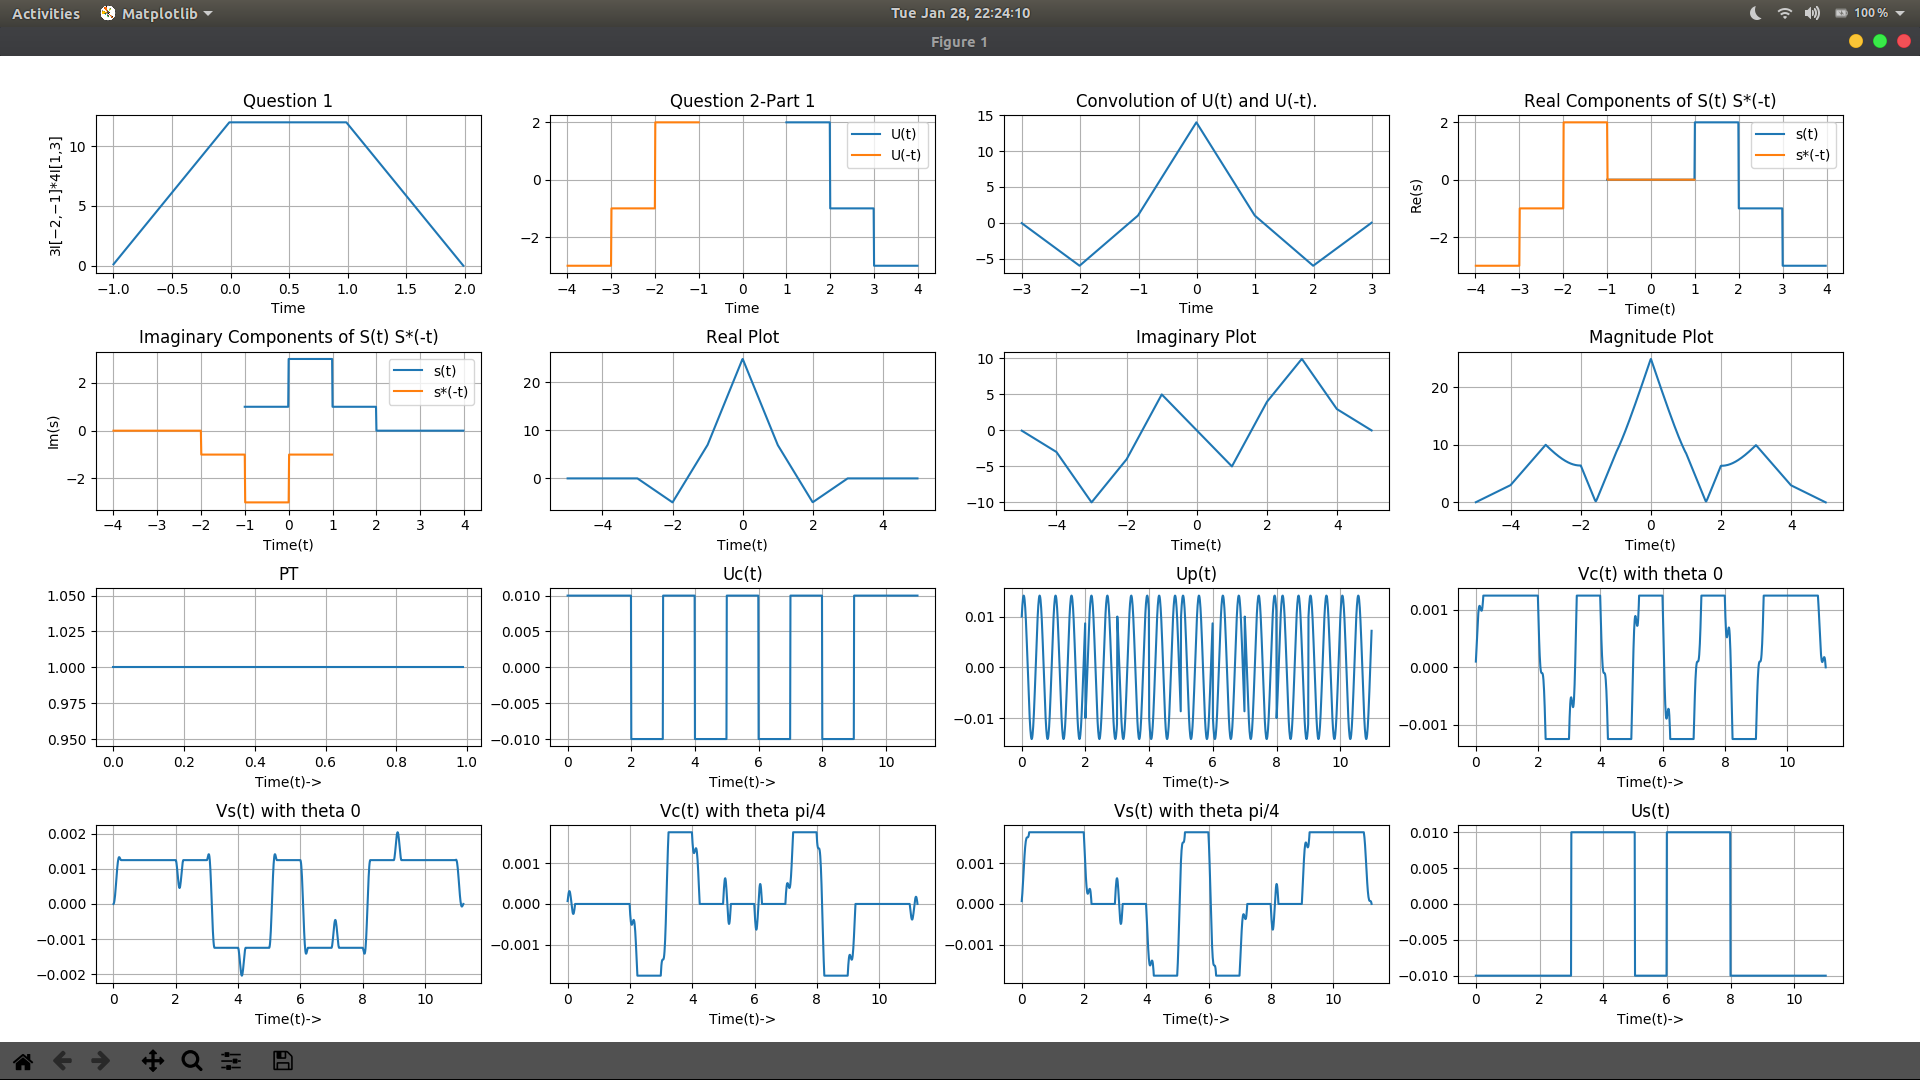 Activities Matplotlib Tue Jan 28, 22:24:10 100 %
Figure 1
Question 1
3I[−2,−1]*4I[1,3]
10
5
0
−1.0 −0.5 0.0 0.5 1.0 1.5 2.0
Time
Question 2-Part 1
U(t)
U(-t)
2
0
−2
−4 −3 −2 −1 0 1 2 3 4
Time
Convolution of U(t) and U(-t).
15
10
5
0
−5
−3 −2 −1 0 1 2 3
Time
Real Components of S(t) S*(-t)
s(t)
s*(-t)
Re(s)
2
0
−2
−4 −3 −2 −1 0 1 2 3 4
Time(t)
Imaginary Components of S(t) S*(-t)
s(t)
s*(-t)
Im(s)
2
0
−2
−4 −3 −2 −1 0 1 2 3 4
Time(t)
Real Plot
20
10
0
−4 −2 0 2 4
Time(t)
Imaginary Plot
10
5
0
−5
−10
−4 −2 0 2 4
Time(t)
Magnitude Plot
20
10
0
−4 −2 0 2 4
Time(t)
PT
1.050
1.025
1.000
0.975
0.950
0.0 0.2 0.4 0.6 0.8 1.0
Time(t)->
Uc(t)
0.010
0.005
0.000
−0.005
−0.010
0 2 4 6 8 10
Time(t)->
Up(t)
0.01
0.00
−0.01
0 2 4 6 8 10
Time(t)->
Vc(t) with theta 0
0.001
0.000
−0.001
0 2 4 6 8 10
Time(t)->
Vs(t) with theta 0
0.002
0.001
0.000
−0.001
−0.002
0 2 4 6 8 10
Time(t)->
Vc(t) with theta pi/4
0.001
0.000
−0.001
0 2 4 6 8 10
Time(t)->
Vs(t) with theta pi/4
0.001
0.000
−0.001
0 2 4 6 8 10
Time(t)->
Us(t)
0.010
0.005
0.000
−0.005
−0.010
0 2 4 6 8 10
Time(t)->